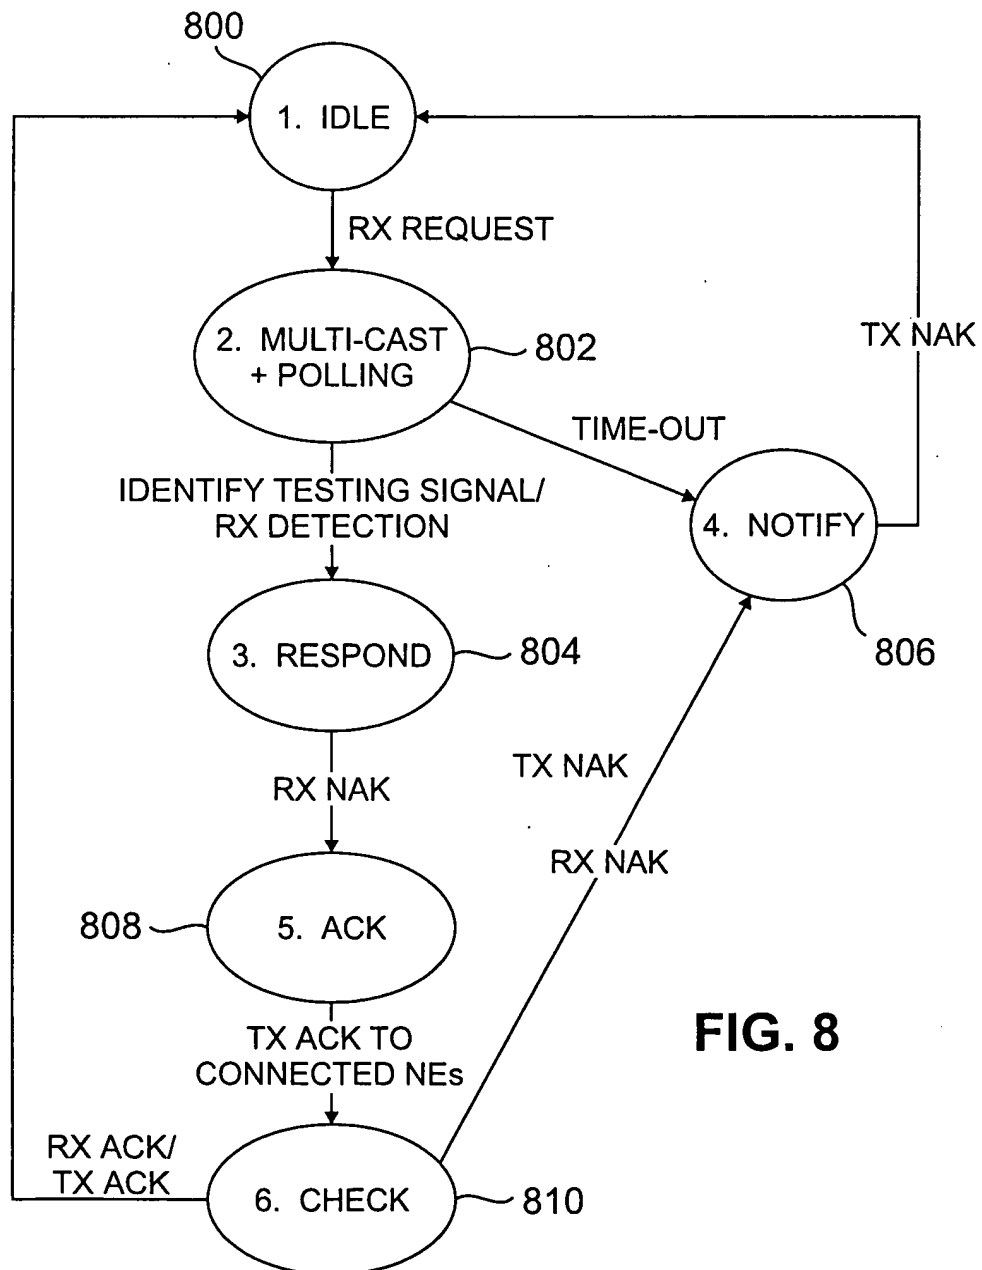 800
1. IDLE
RX REQUEST
2. MULTI-CAST
+ POLLING
802
TX NAK
TIME-OUT
IDENTIFY TESTING SIGNAL/
RX DETECTION
4. NOTIFY
806
3. RESPOND
804
TX NAK
RX NAK
RX NAK
5. ACK
808
TX ACK TO
CONNECTED NEs
FIG. 8
RX ACK/
TX ACK
6. CHECK
810